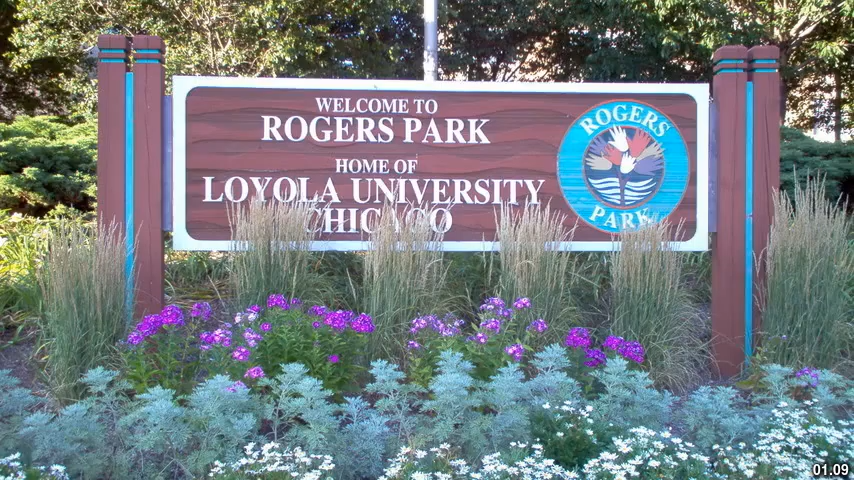 WELCOME TO
ROGERS PARK
HOME OF
LOYOLA UNIVERSITY
CHICAGO
ROGERS
PARK
01.09